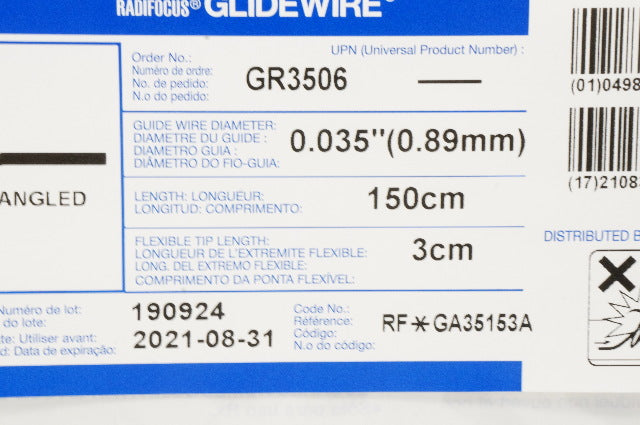 RADIFOCUS® GLIDEWIRE®
UPN (Universal Product Number) :
Order No.:
Numéro de ordre:
No. de pedido:
N.o do pedido:
GR3506
(01)0498
GUIDE WIRE DIAMETER:
DIAMETRE DU GUIDE :
DIAMETRO GUIA :
DIÂMETRO DO FIO-GUIA:
0.035"(0.89mm)
ANGLED
(17)2108
LENGTH: LONGUEUR:
LONGITUD: COMPRIMENTO:
150cm
DISTRIBUTED B
FLEXIBLE TIP LENGTH:
LONGUEUR DE L'EXTREMITE FLEXIBLE:
LONG. DEL EXTREMO FLEXIBLE:
COMPRIMENTO DA PONTA FLEXÍVEL:
3cm
Numéro de lot:
do lote:
190924
Code No.:
Référence:
Código:
N.o do código:
RF*GA35153A
te: Utiliser avant:
d: Data de expiração:
2021-08-31